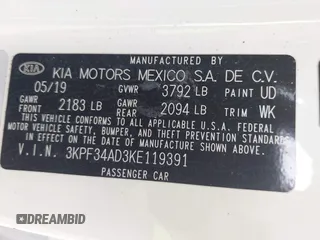 MANUFACTURED BY
KIA KIA MOTORS MEXICO S.A. DE C.V.
05/19 GVWR 3792 LB PAINT UD
GAWR FRONT 2183 LB GAWR REAR 2094 LB TRIM WK
THIS VEHICLE CONFORMS TO ALL APPLICABLE FEDERAL MOTOR
VEHICLE SAFETY, BUMPER, AND THEFT PREVENTION STANDARDS
IN EFFECT ON THE DATE OF MANUFACTURE SHOWN ABOVE.
V.I.N. 3KPF34AD3KE119391
PASSENGER CAR
DREAMBID